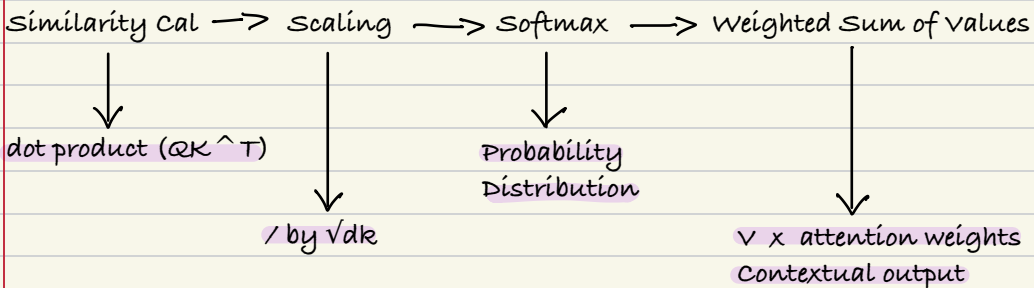 Similarity Cal → Scaling → Softmax → Weighted Sum of Values
dot product (QK^T)
Probability
Distribution
/ by √dk
V x attention weights
Contextual output